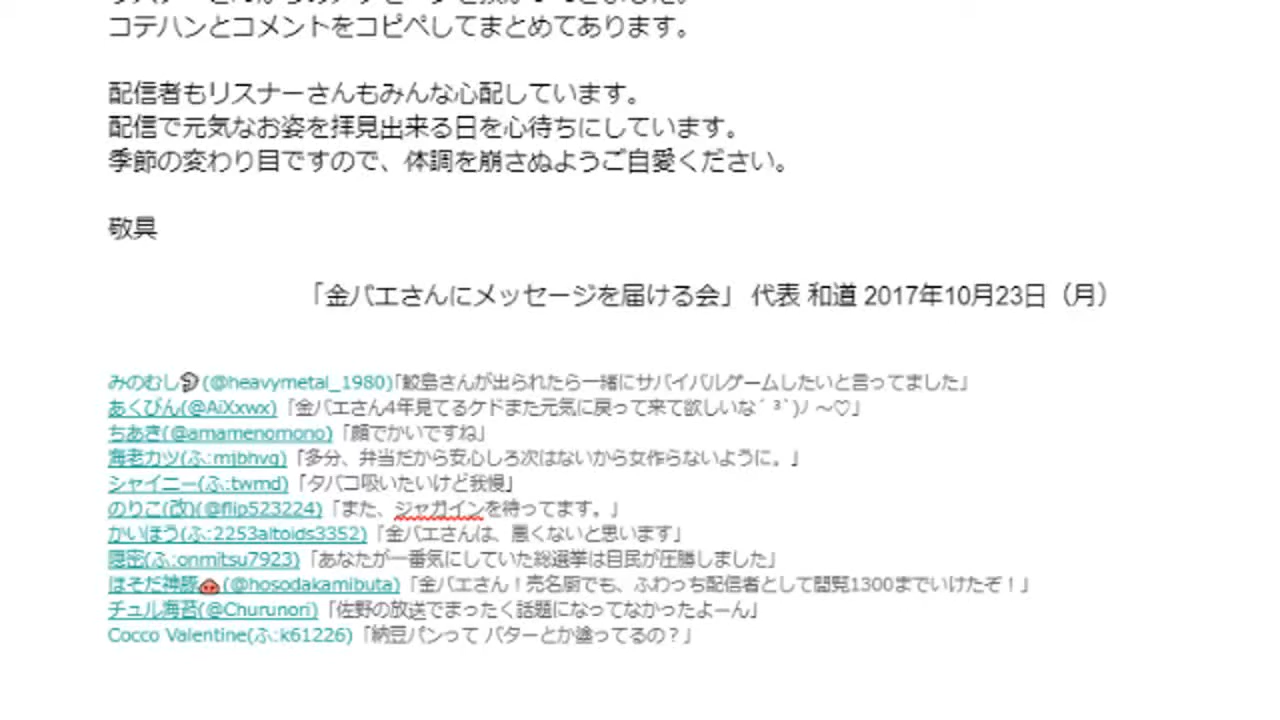 コテハンとコメントをコピペしてまとめてあります。
配信者もリスナーさんもみんな心配しています。
配信で元気なお姿を拝見出来る日を心待ちにしています。
季節の変わり目ですので、体調を崩さぬようご自愛ください。
敬具
「金バエさんにメッセージを届ける会」 代表 和道 2017年10月23日（月）
みのむし(@heavymetal_1980)「鮫島さんが出られたら一緒にサバイバルゲームしたいと言ってました」
あくびん(@AiXxwx)「金バエさん4年見てるケドまた元気に戻って来て欲しいな´ ³`)ﾉ ～♡」
ちあき(@amamenomono)「顔でかいですね」
海老カツ(ふ:mjbhvg)「多分、弁当だから安心しろ次はないから女作らないように。」
シャイニー(ふ:twmd)「タバコ吸いたいけど我慢」
のりこ(改)(@flip523224)「また、ジャガインを待ってます。」
かいほう(ふ:2253altoids3352)「金バエさんは、悪くないと思います」
隠密(ふ:onmitsu7923)「あなたが一番気にしていた総選挙は自民が圧勝しました」
ほそだ神豚(@hosodakamibuta)「金バエさん！売名厨でも、ふわっち配信者として閲覧1300までいけたぞ！」
チュル海苔(@Churunori)「佐野の放送でまったく話題になってなかったよーん」
Cocco Valentine(ふ:k61226)「納豆パンって バターとか塗ってるの？」